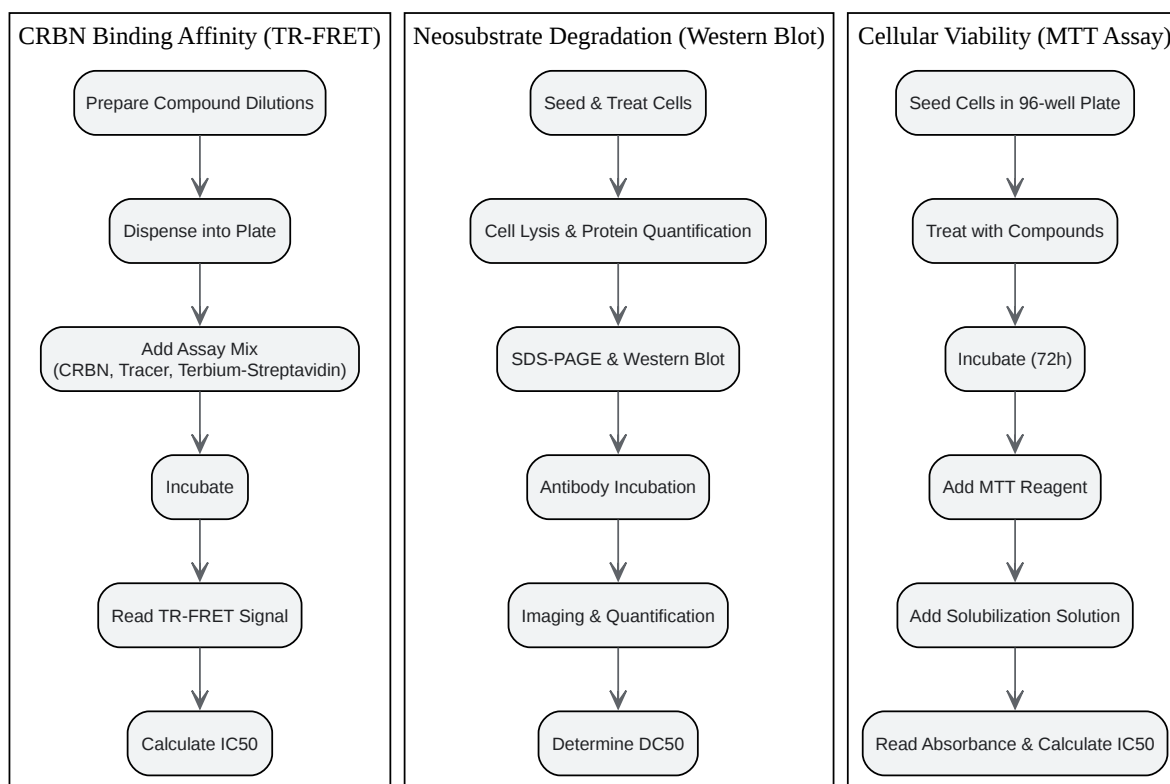 CRBN Binding Affinity (TR-FRET)
Prepare Compound Dilutions
Dispense into Plate
Add Assay Mix
(CRBN, Tracer, Terbium-Streptavidin)
Incubate
Read TR-FRET Signal
Calculate IC50
Neosubstrate Degradation (Western Blot)
Seed & Treat Cells
Cell Lysis & Protein Quantification
SDS-PAGE & Western Blot
Antibody Incubation
Imaging & Quantification
Determine DC50
Cellular Viability (MTT Assay)
Seed Cells in 96-well Plate
Treat with Compounds
Incubate (72h)
Add MTT Reagent
Add Solubilization Solution
Read Absorbance & Calculate IC50